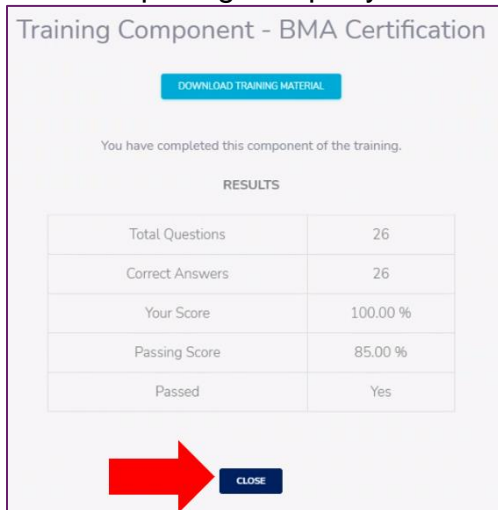 Training Component - BMA Certification
DOWNLOAD TRAINING MATERIAL
You have completed this component of the training.
RESULTS
Total Questions 26
Correct Answers 26
Your Score 100.00 %
Passing Score 85.00 %
Passed Yes
CLOSE